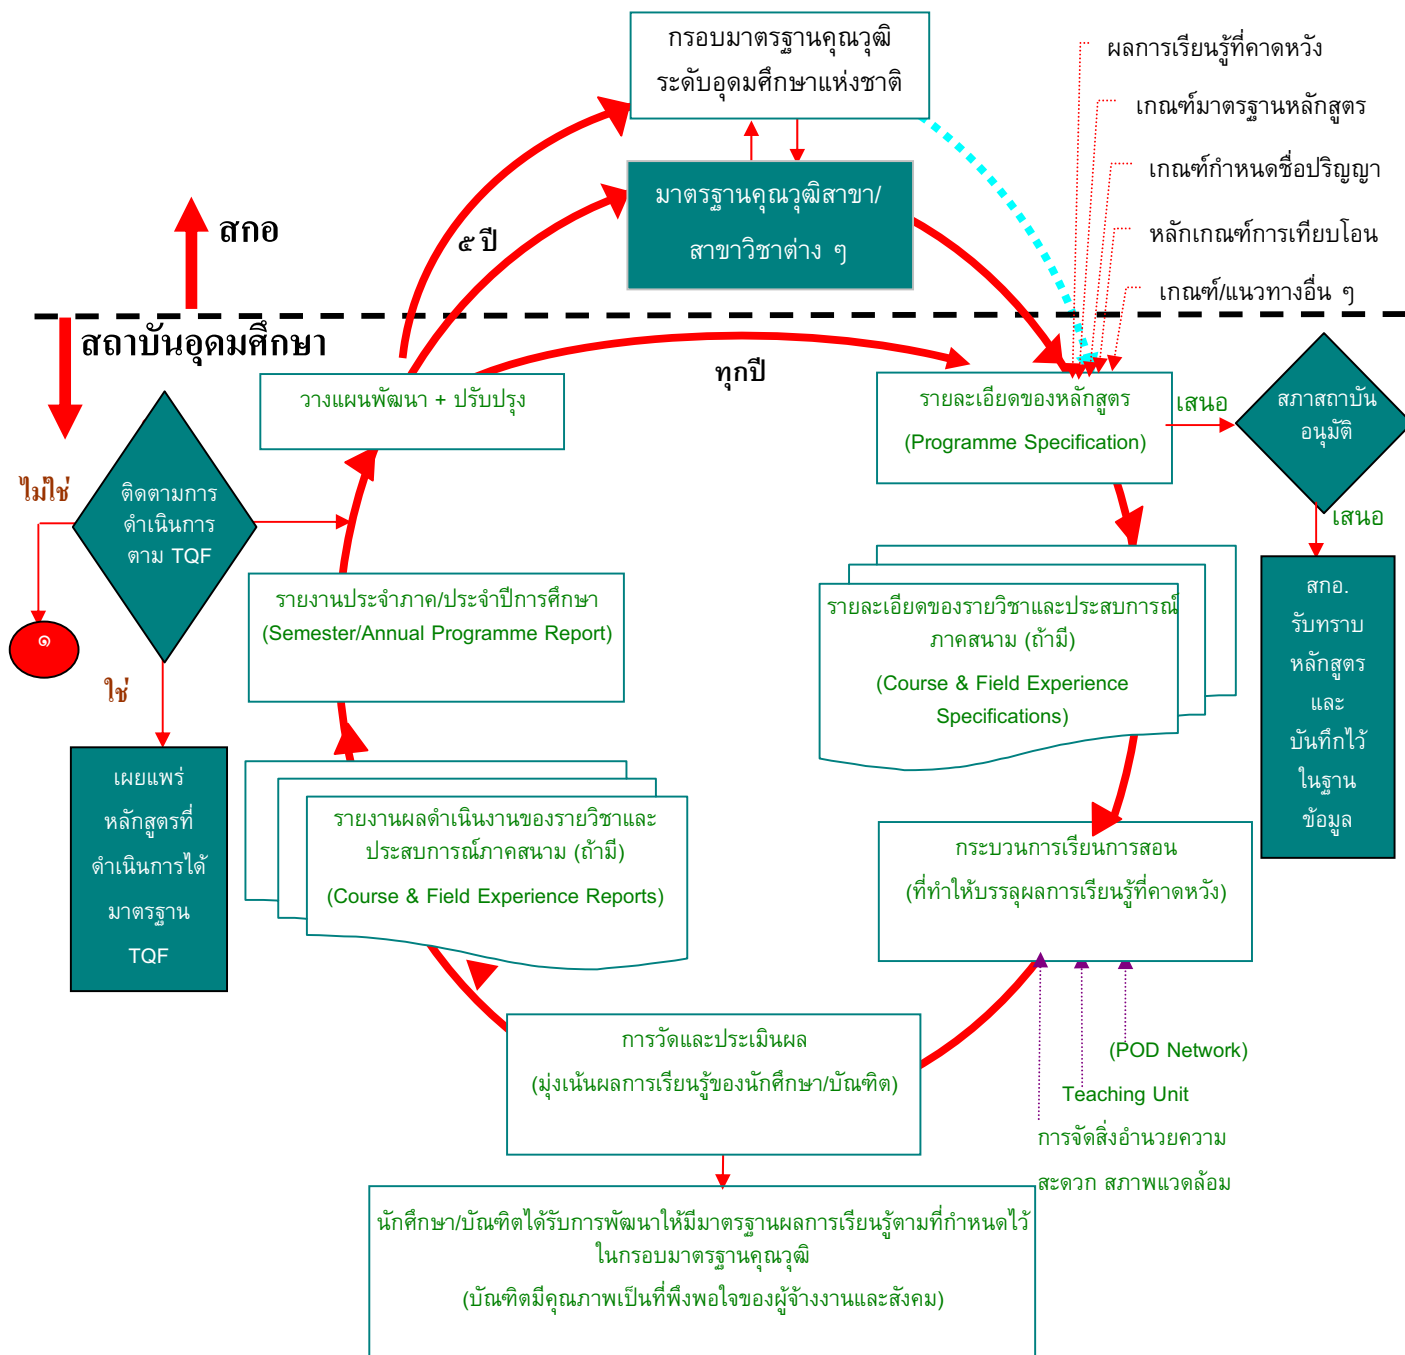 กรอบมาตรฐานคุณวุฒิ
ระดับอุดมศึกษาแห่งชาติ
ผลการเรียนรู้ที่คาดหวัง
เกณฑ์มาตรฐานหลักสูตร
เกณฑ์กำหนดชื่อปริญญา
หลักเกณฑ์การเทียบโอน
เกณฑ์/แนวทางอื่น ๆ
มาตรฐานคุณวุฒิสาขา/
สาขาวิชาต่าง ๆ
สกอ
๕ ปี
สถาบันอุดมศึกษา
ทุกปี
วางแผนพัฒนา + ปรับปรุง
รายละเอียดของหลักสูตร
(Programme Specification)
เสนอ
สภาสถาบัน
อนุมัติ
เสนอ
ไม่ใช่
ติดตามการ
ดำเนินการ
ตาม TQF
๑
ใช่
รายงานประจำภาค/ประจำปีการศึกษา
(Semester/Annual Programme Report)
รายละเอียดของรายวิชาและประสบการณ์
ภาคสนาม (ถ้ามี)
(Course & Field Experience
Specifications)
สกอ.
รับทราบ
หลักสูตร
และ
บันทึกไว้
ในฐาน
ข้อมูล
เผยแพร่
หลักสูตรที่
ดำเนินการได้
มาตรฐาน
TQF
รายงานผลดำเนินงานของรายวิชาและ
ประสบการณ์ภาคสนาม (ถ้ามี)
(Course & Field Experience Reports)
กระบวนการเรียนการสอน
(ที่ทำให้บรรลุผลการเรียนรู้ที่คาดหวัง)
การวัดและประเมินผล
(มุ่งเน้นผลการเรียนรู้ของนักศึกษา/บัณฑิต)
(POD Network)
Teaching Unit
การจัดสิ่งอำนวยความ
สะดวก สภาพแวดล้อม
นักศึกษา/บัณฑิตได้รับการพัฒนาให้มีมาตรฐานผลการเรียนรู้ตามที่กำหนดไว้
ในกรอบมาตรฐานคุณวุฒิ
(บัณฑิตมีคุณภาพเป็นที่พึงพอใจของผู้จ้างงานและสังคม)